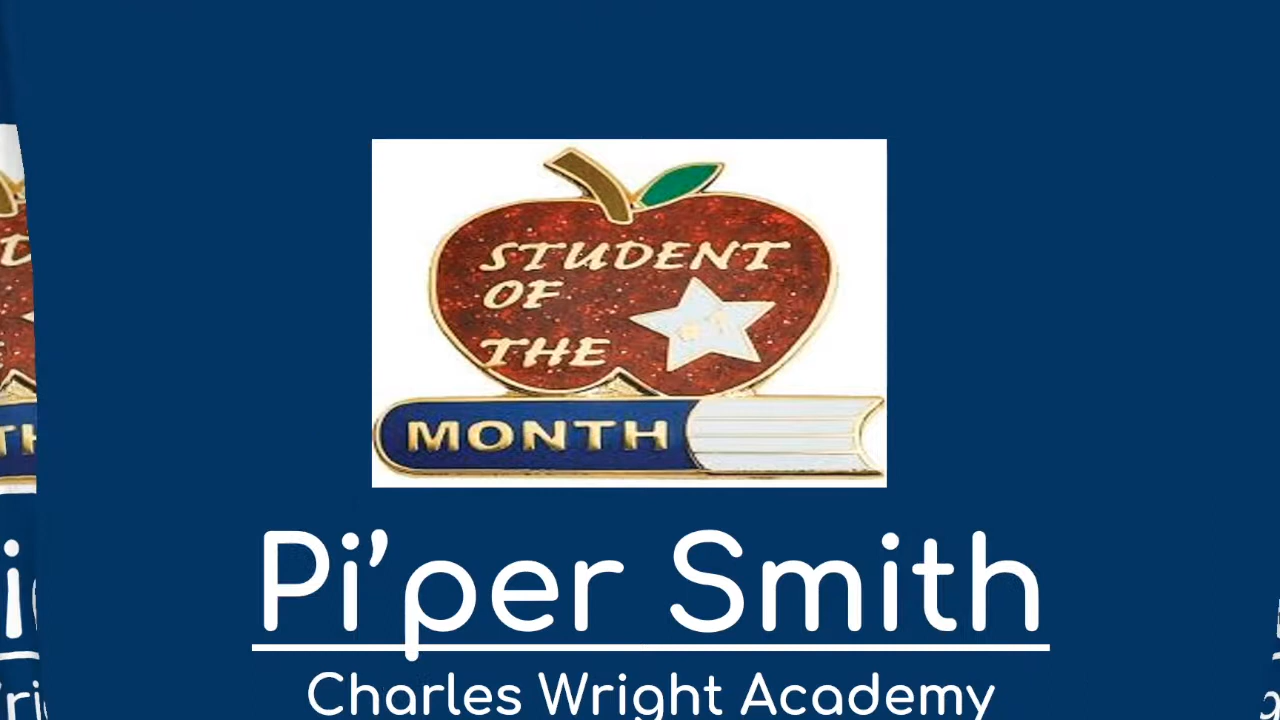 STUDENT
OF
THE
MONTH
Pi’per Smith
Charles Wright Academy